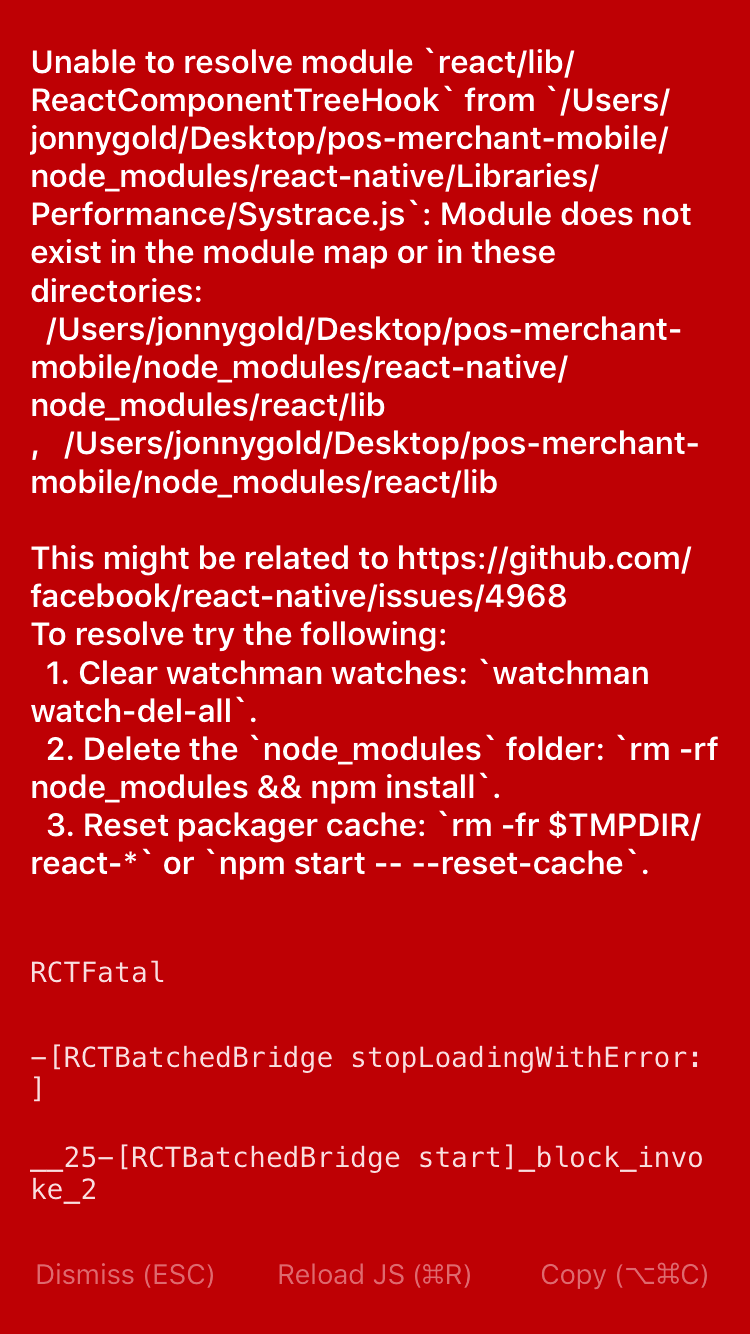 Unable to resolve module `react/lib/
ReactComponentTreeHook` from `/Users/
jonnygold/Desktop/pos-merchant-mobile/
node_modules/react-native/Libraries/
Performance/Systrace.js`: Module does not
exist in the module map or in these
directories:
  /Users/jonnygold/Desktop/pos-merchant-
mobile/node_modules/react-native/
node_modules/react/lib
,   /Users/jonnygold/Desktop/pos-merchant-
mobile/node_modules/react/lib

This might be related to https://github.com/
facebook/react-native/issues/4968
To resolve try the following:
  1. Clear watchman watches: `watchman
watch-del-all`.
  2. Delete the `node_modules` folder: `rm -rf
node_modules && npm install`.
  3. Reset packager cache: `rm -fr $TMPDIR/
react-*` or `npm start -- --reset-cache`.

RCTFatal

-[RCTBatchedBridge stopLoadingWithError:
]

__25-[RCTBatchedBridge start]_block_invo
ke_2

Dismiss (ESC) Reload JS (⌘R) Copy (⌥⌘C)